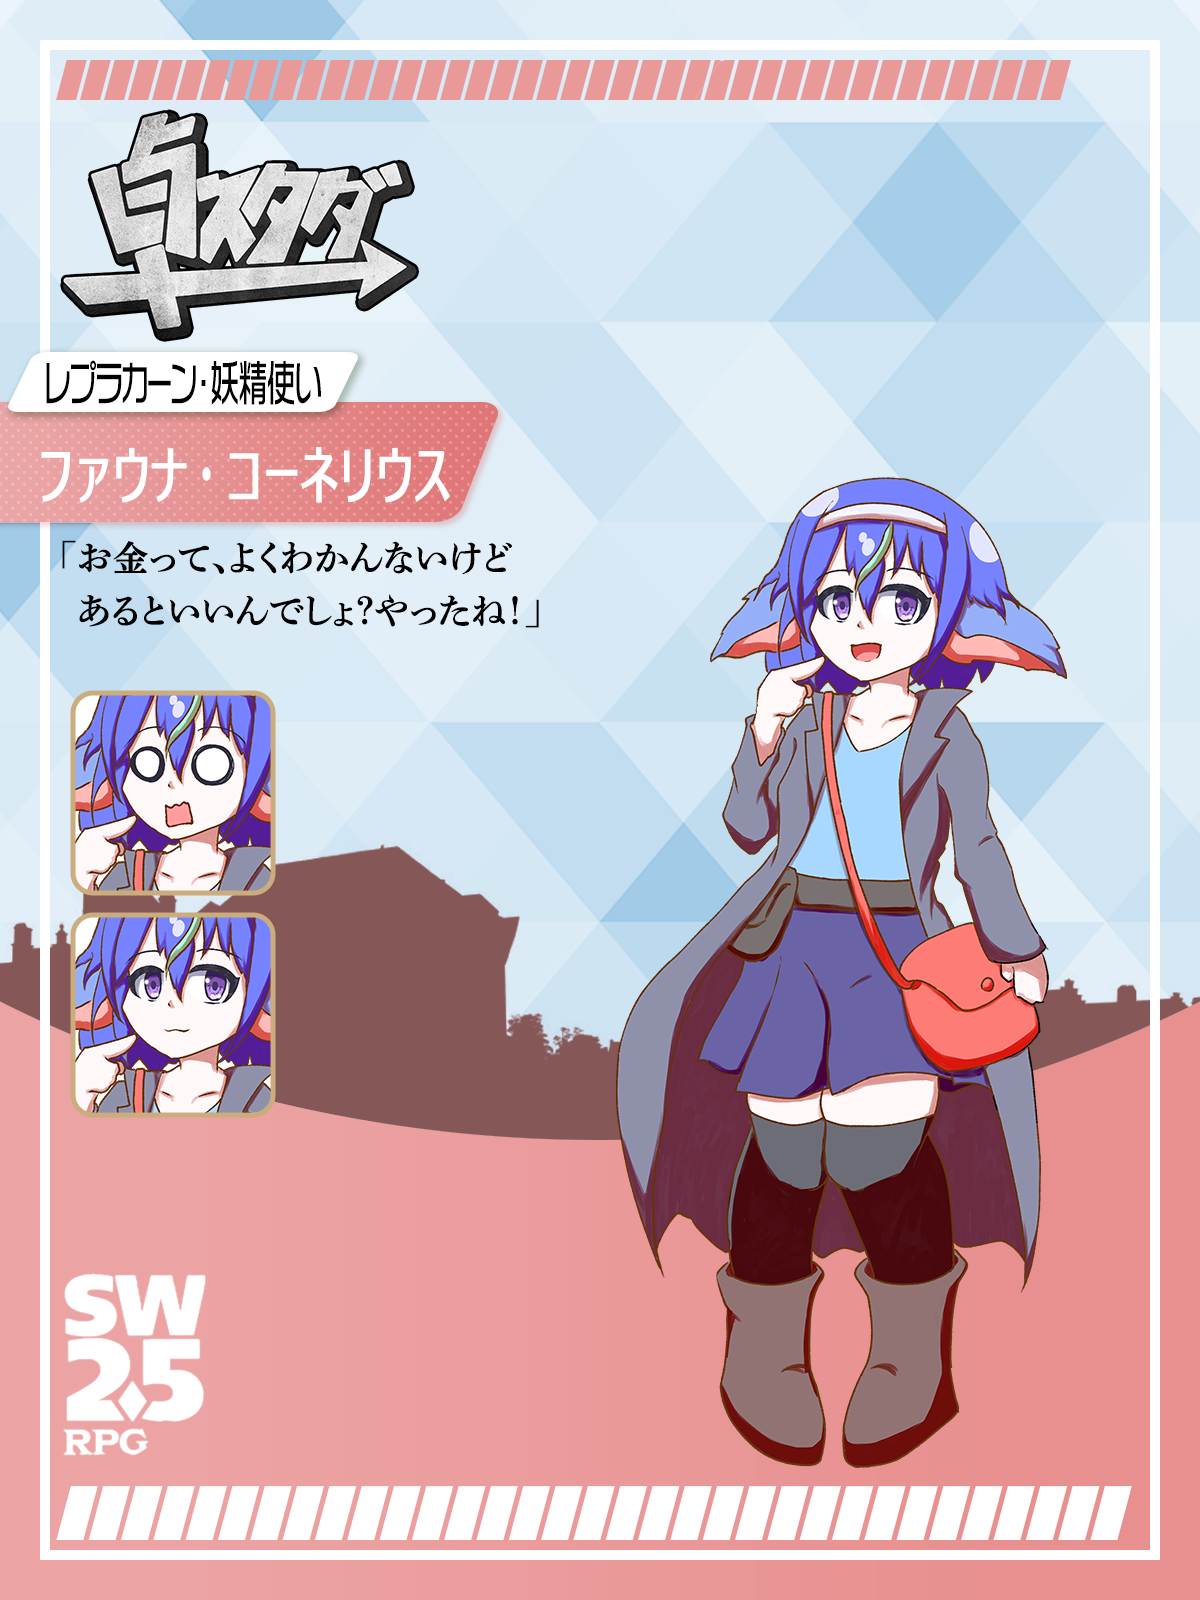 卓スタダ
レプラカーン・妖精使い
ファウナ・コーネリウス
「お金って、よくわかんないけど
あるといいんでしょ?やったね!」
SW
2.5
RPG